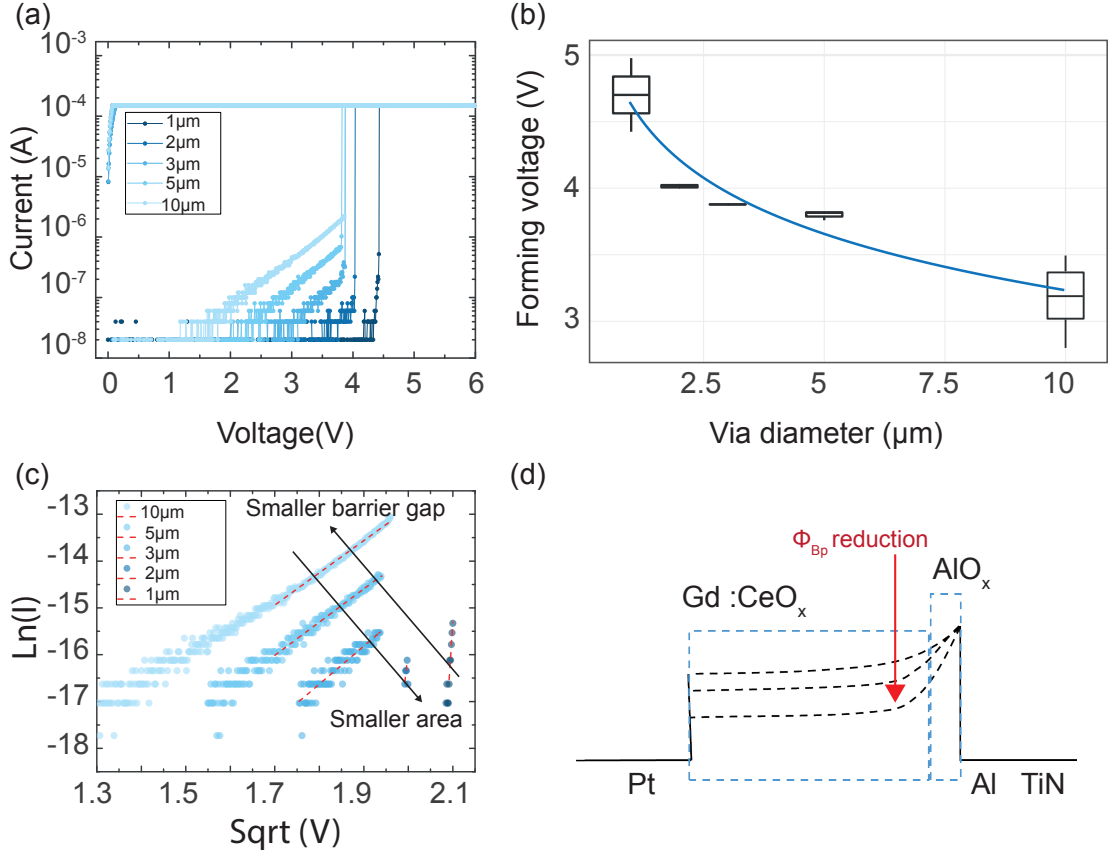 (a)
10⁻³
10⁻⁴
10⁻⁵
10⁻⁶
10⁻⁷
10⁻⁸
Current (A)
1µm
2µm
3µm
5µm
10µm
0 1 2 3 4 5 6
Voltage(V)
(b)
5
4
3
Forming voltage (V)
2.5 5 7.5 10
Via diameter (µm)
(c)
-13
-14
-15
-16
-17
-18
Ln(I)
10µm
5µm
3µm
2µm
1µm
Smaller barrier gap
Smaller area
1.3 1.5 1.7 1.9 2.1
Sqrt (V)
(d)
Φ_Bp reduction
AlOₓ
Gd :CeOₓ
Pt Al TiN